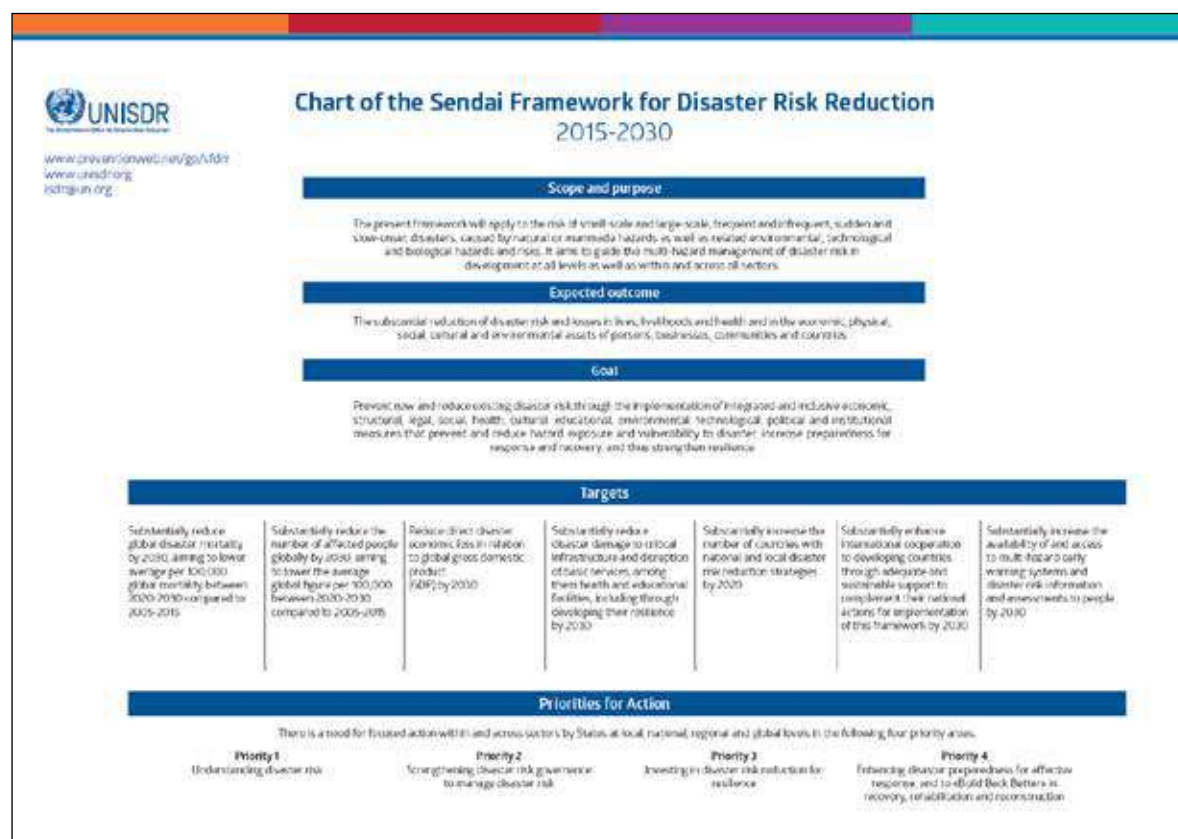 UNISDR
www.preventionweb.net/go/sfdrr
www.unisdr.org
isdr@un.org
Chart of the Sendai Framework for Disaster Risk Reduction
2015-2030
Scope and purpose
The present framework will apply to the risk of small-scale and large-scale, frequent and infrequent, sudden and
slow-onset disasters, caused by natural or manmade hazards as well as related environmental, technological
and biological hazards and risks. It aims to guide the multi-hazard management of disaster risk in
development at all levels as well as within and across all sectors.
Expected outcome
The substantial reduction of disaster risk and losses in lives, livelihoods and health and in the economic, physical,
social, cultural and environmental assets of persons, businesses, communities and countries
Goal
Prevent new and reduce existing disaster risk through the implementation of integrated and inclusive economic,
structural, legal, social, health, cultural, educational, environmental, technological, political and institutional
measures that prevent and reduce hazard exposure and vulnerability to disaster, increase preparedness for
response and recovery, and thus strengthen resilience
Targets
Substantially reduce
global disaster mortality
by 2030, aiming to lower
average per 100,000
global mortality between
2020-2030 compared to
2005-2015
Substantially reduce the
number of affected people
globally by 2030, aiming
to lower the average
global figure per 100,000
between 2020-2030
compared to 2005-2015
Reduce direct disaster
economic loss in relation
to global gross domestic
product
(GDP) by 2030
Substantially reduce
disaster damage to critical
infrastructure and disruption
of basic services, among
them health and educational
facilities, including through
developing their resilience
by 2030
Substantially increase the
number of countries with
national and local disaster
risk reduction strategies
by 2020
Substantially enhance
international cooperation
to developing countries
through adequate and
sustainable support to
complement their national
actions for implementation
of this framework by 2030
Substantially increase the
availability of and access
to multi-hazard early
warning systems and
disaster risk information
and assessments to people
by 2030
Priorities for Action
There is a need for focused action within and across sectors by States at local, national, regional and global levels in the following four priority areas.
Priority 1
Understanding disaster risk
Priority 2
Strengthening disaster risk governance
to manage disaster risk
Priority 3
Investing in disaster risk reduction for
resilience
Priority 4
Enhancing disaster preparedness for effective
response, and to «Build Back Better» in
recovery, rehabilitation and reconstruction